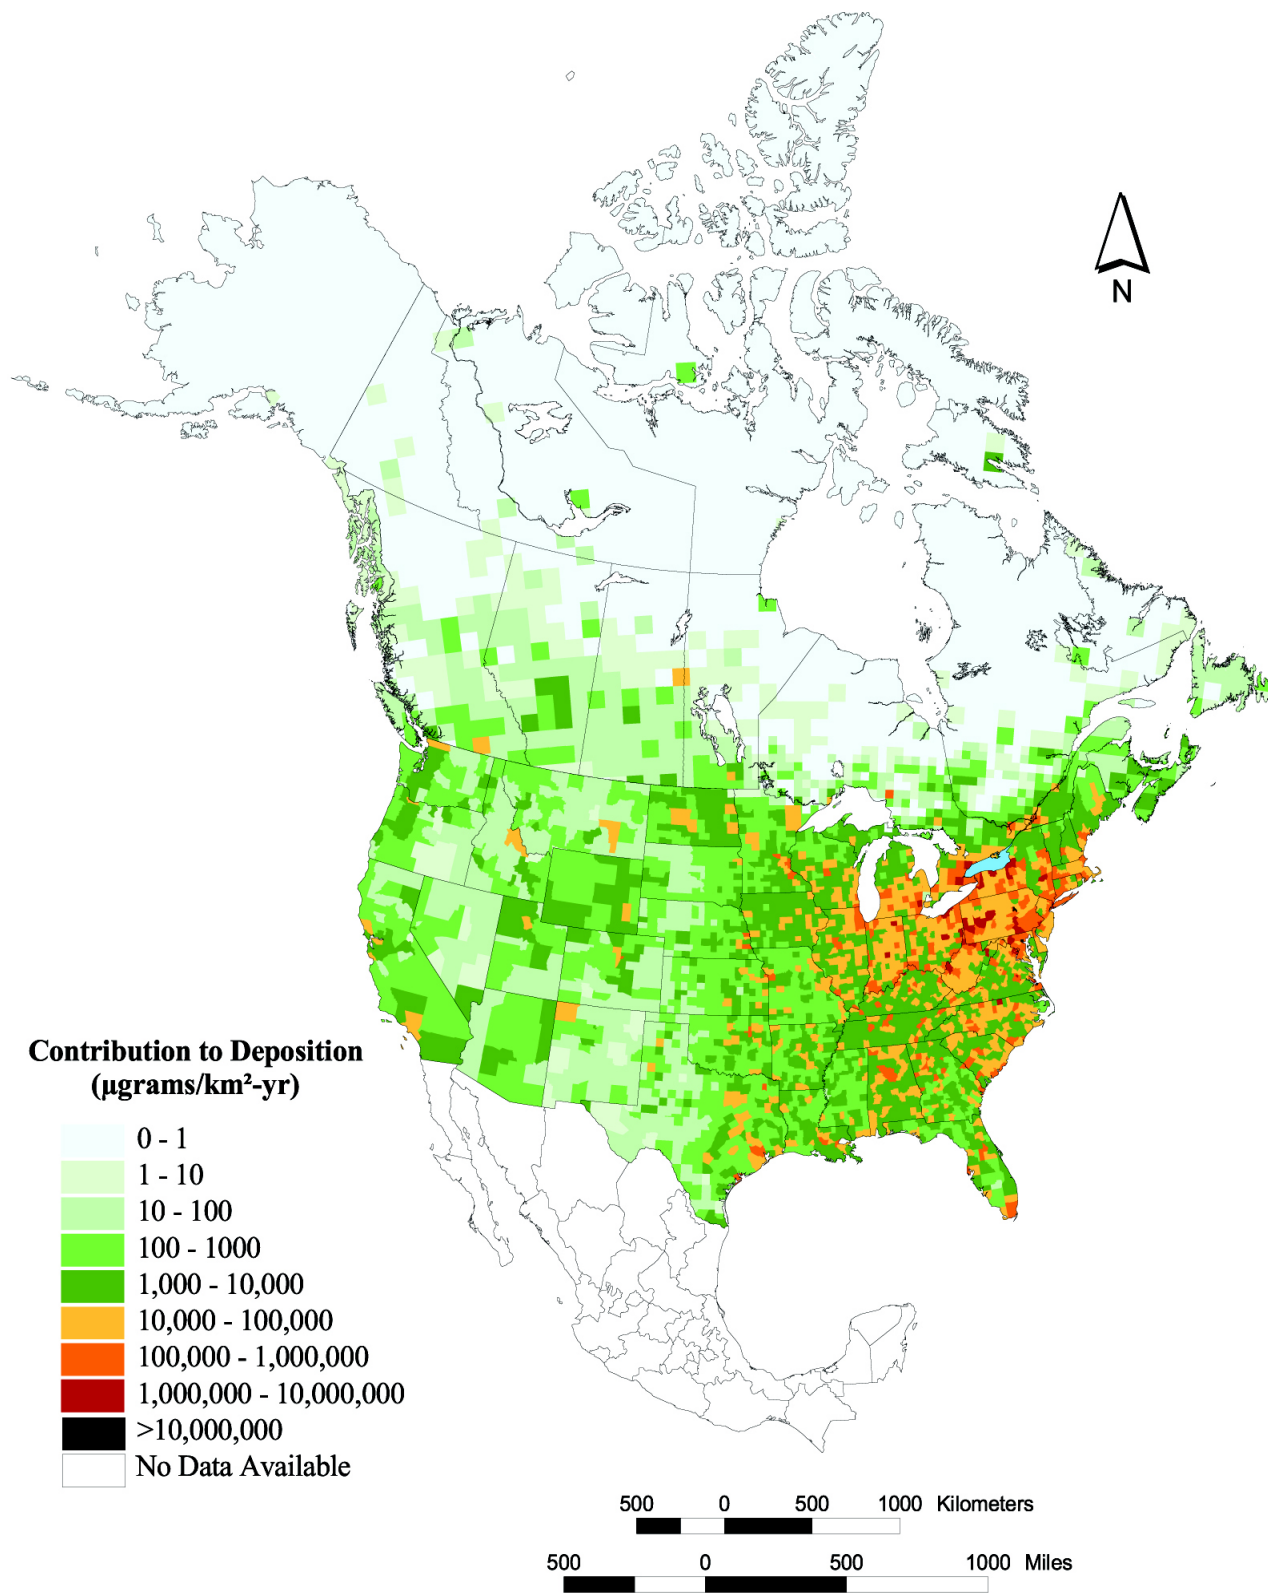 N
Contribution to Deposition
(µgrams/km²-yr)
0 - 1
1 - 10
10 - 100
100 - 1000
1,000 - 10,000
10,000 - 100,000
100,000 - 1,000,000
1,000,000 - 10,000,000
>10,000,000
No Data Available
500 0 500 1000 Kilometers
500 0 500 1000 Miles